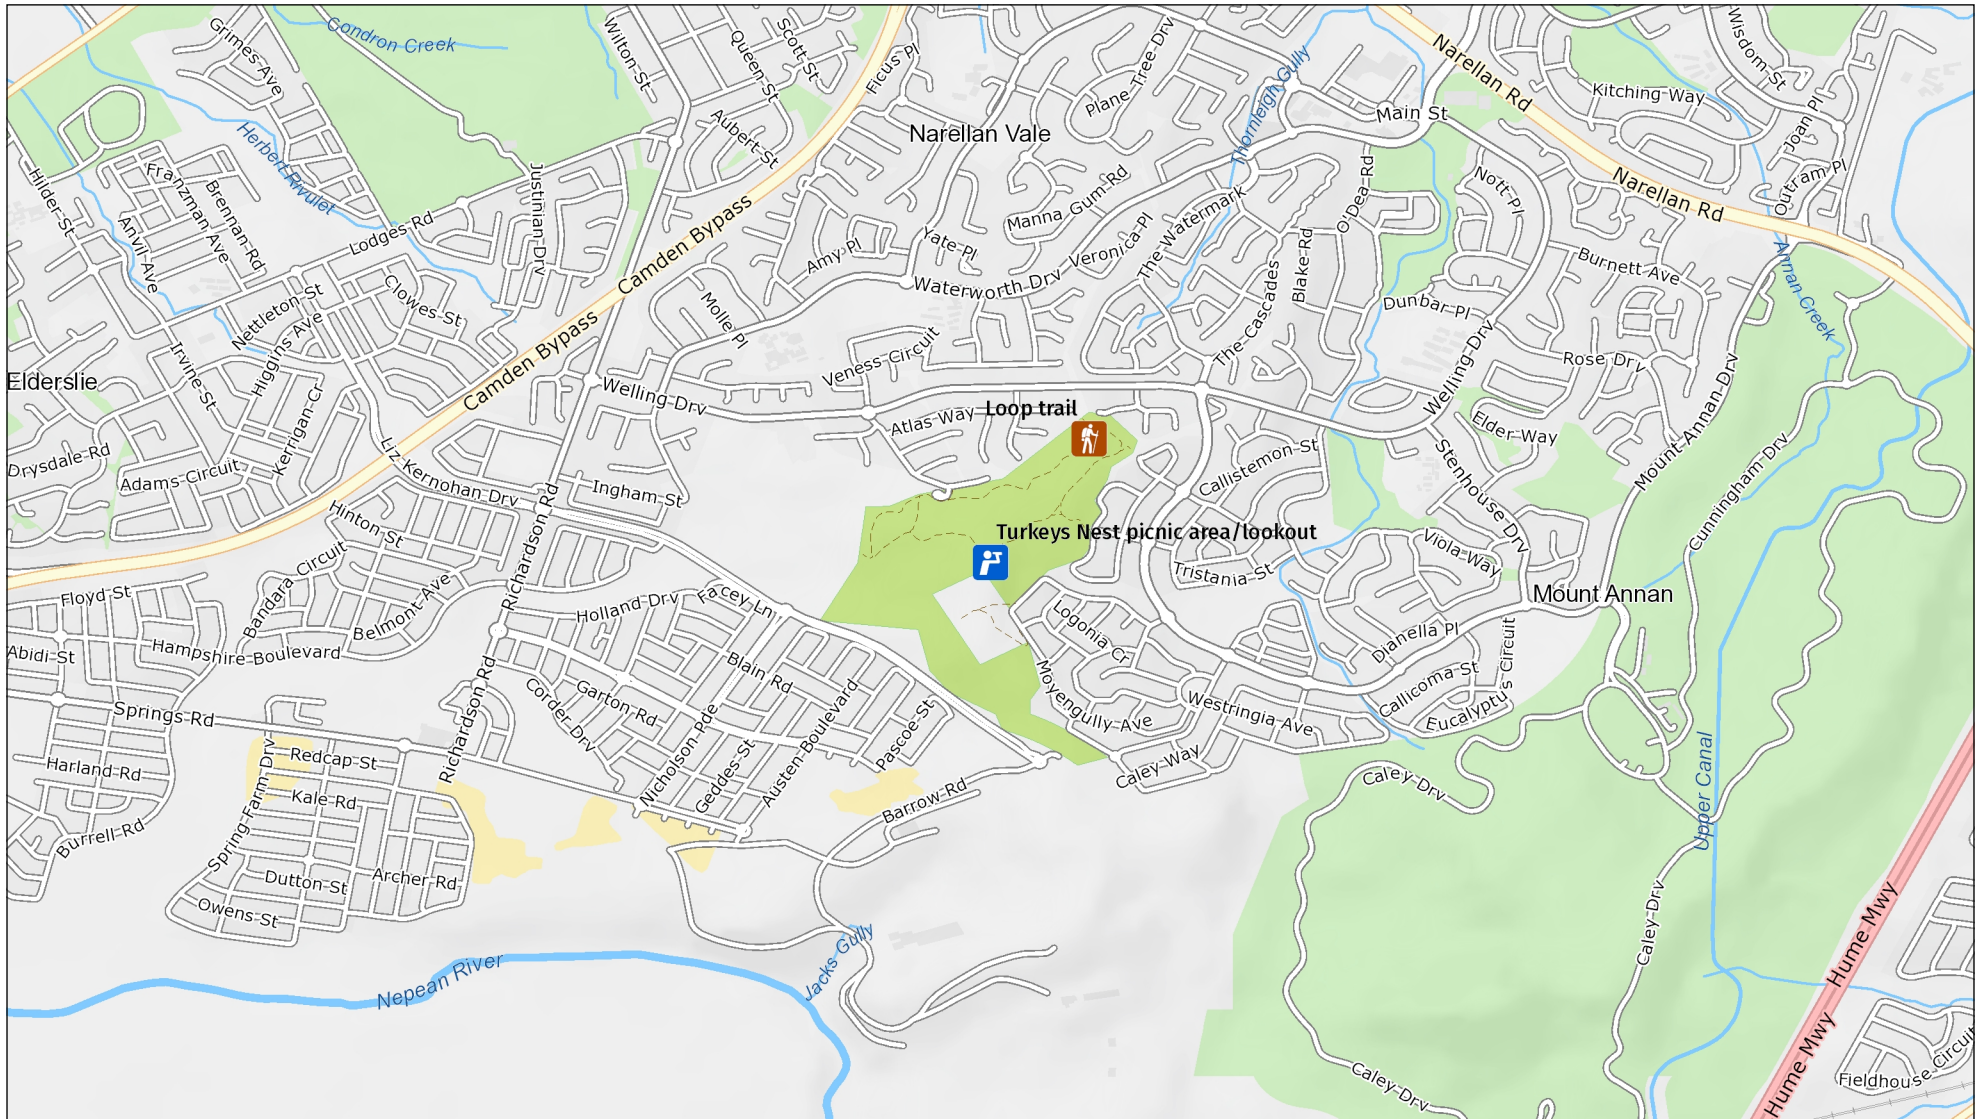 Grimes Ave
Condron Creek
Wilton St
Queen St
Scott St
Ficus Pl
Plane Tree Drv
Thornleigh Gully
Narellan Rd
Kitching Way
Wisdom St
Joan Pl
Main St
Narellan Vale
Aubert St
Herbert Rivulet
Hilder St
Franzman Ave
Brennan Rd
Anvil Ave
Justinian Drv
Lodges Rd
Camden Bypass
Manna Gum Rd
Yate Pl
Amy Pl
Veronica Pl
The Watermark
O'Dea Rd
Blake Rd
Nott Pl
Narellan Rd
Outram Pl
Annan Creek
Burnett Ave
Nettleton St
Clowes St
Higgins Ave
Molle Pl
Waterworth Drv
The Cascades
Dunbar Pl
Rose Drv
Welling Drv
Mount Annan Drv
Camden Bypass
Irvine St
Elderslie
Kerrigan Cr
Veness Circuit
Welling Drv
Atlas Way
Loop trail
Elder Way
Cunningham Drv
Drysdale Rd
Adams Circuit
Liz Kernohan Drv
Ingham St
Callistemon St
Stenhouse Drv
Hinton St
Richardson Rd
Turkeys Nest picnic area/lookout
Viola Way
Tristania St
Bandara Circuit
Floyd St
Belmont Ave
Holland Drv
Facey Ln
Mount Annan
Logonia Cr
Dianella Pl
Abidi St
Hampshire Boulevard
Blain Rd
Moyengully Ave
Callicoma St
Eucalyptus Circuit
Richardson Rd
Corder Drv
Garton Rd
Nicholson Pde
Austen Boulevard
Pascoe St
Westringia Ave
Springs Rd
Redcap St
Harland Rd
Geddes St
Caley Way
Caley Drv
Upper Canal
Spring Farm Drv
Kale Rd
Barrow Rd
Burrell Rd
Dutton St
Archer Rd
Owens St
Caley Drv
Hume Mwy
Nepean River
Jacks Gully
Hume Mwy
Caley Drv
Fieldhouse Circuit